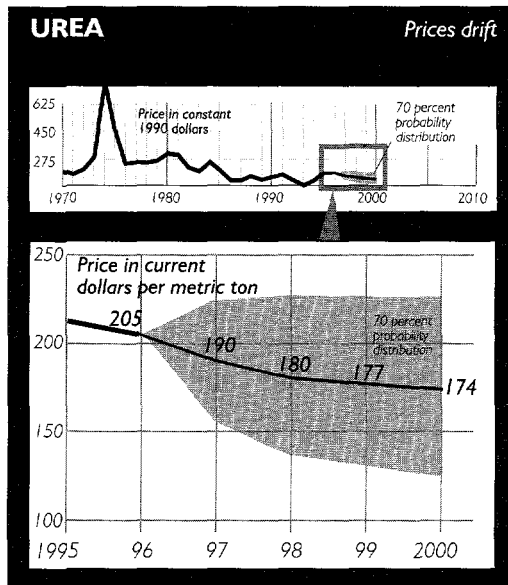 UREA
Prices drift
625
450
275
Price in constant
1990 dollars
70 percent
probability
distribution
1970
1980
1990
2000
2010
250
200
150
100
Price in current
dollars per metric ton
205
190
180
177
174
70 percent
probability
distribution
1995
96
97
98
99
2000